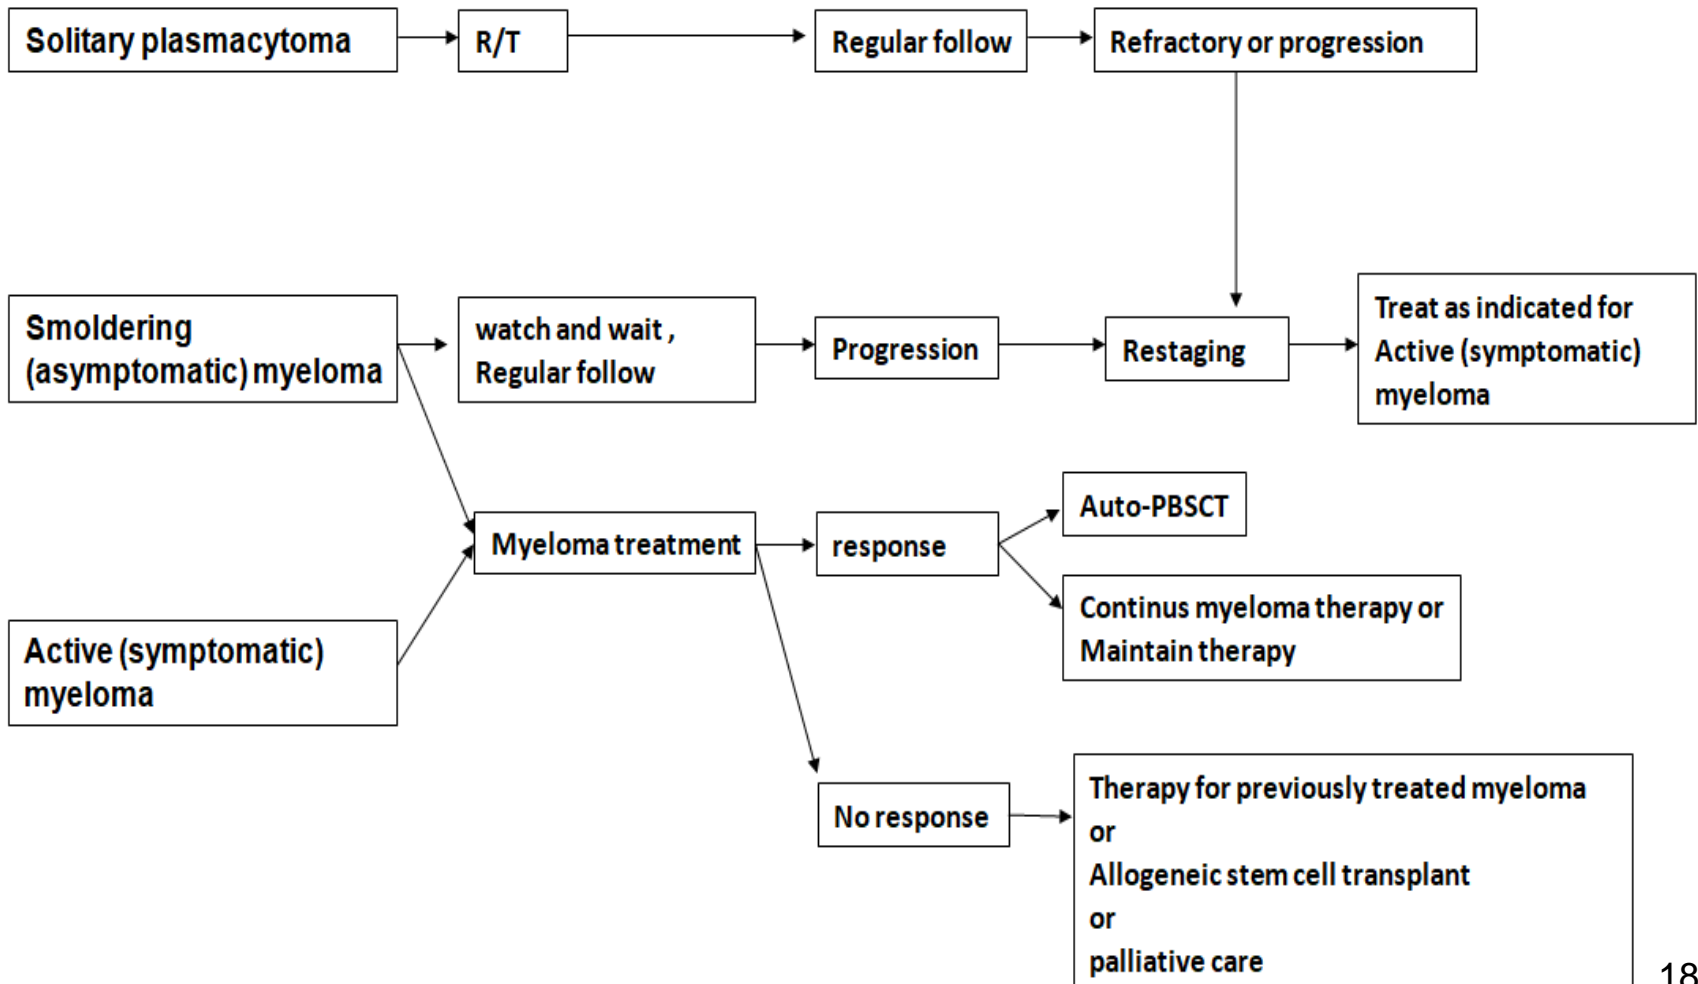 Solitary plasmacytoma
R/T
Regular follow
Refractory or progression
Smoldering
(asymptomatic) myeloma
watch and wait ,
Regular follow
Progression
Restaging
Treat as indicated for
Active (symptomatic)
myeloma
Myeloma treatment
response
Auto-PBSCT
Continus myeloma therapy or
Maintain therapy
Active (symptomatic)
myeloma
No response
Therapy for previously treated myeloma
or
Allogeneic stem cell transplant
or
palliative care
18